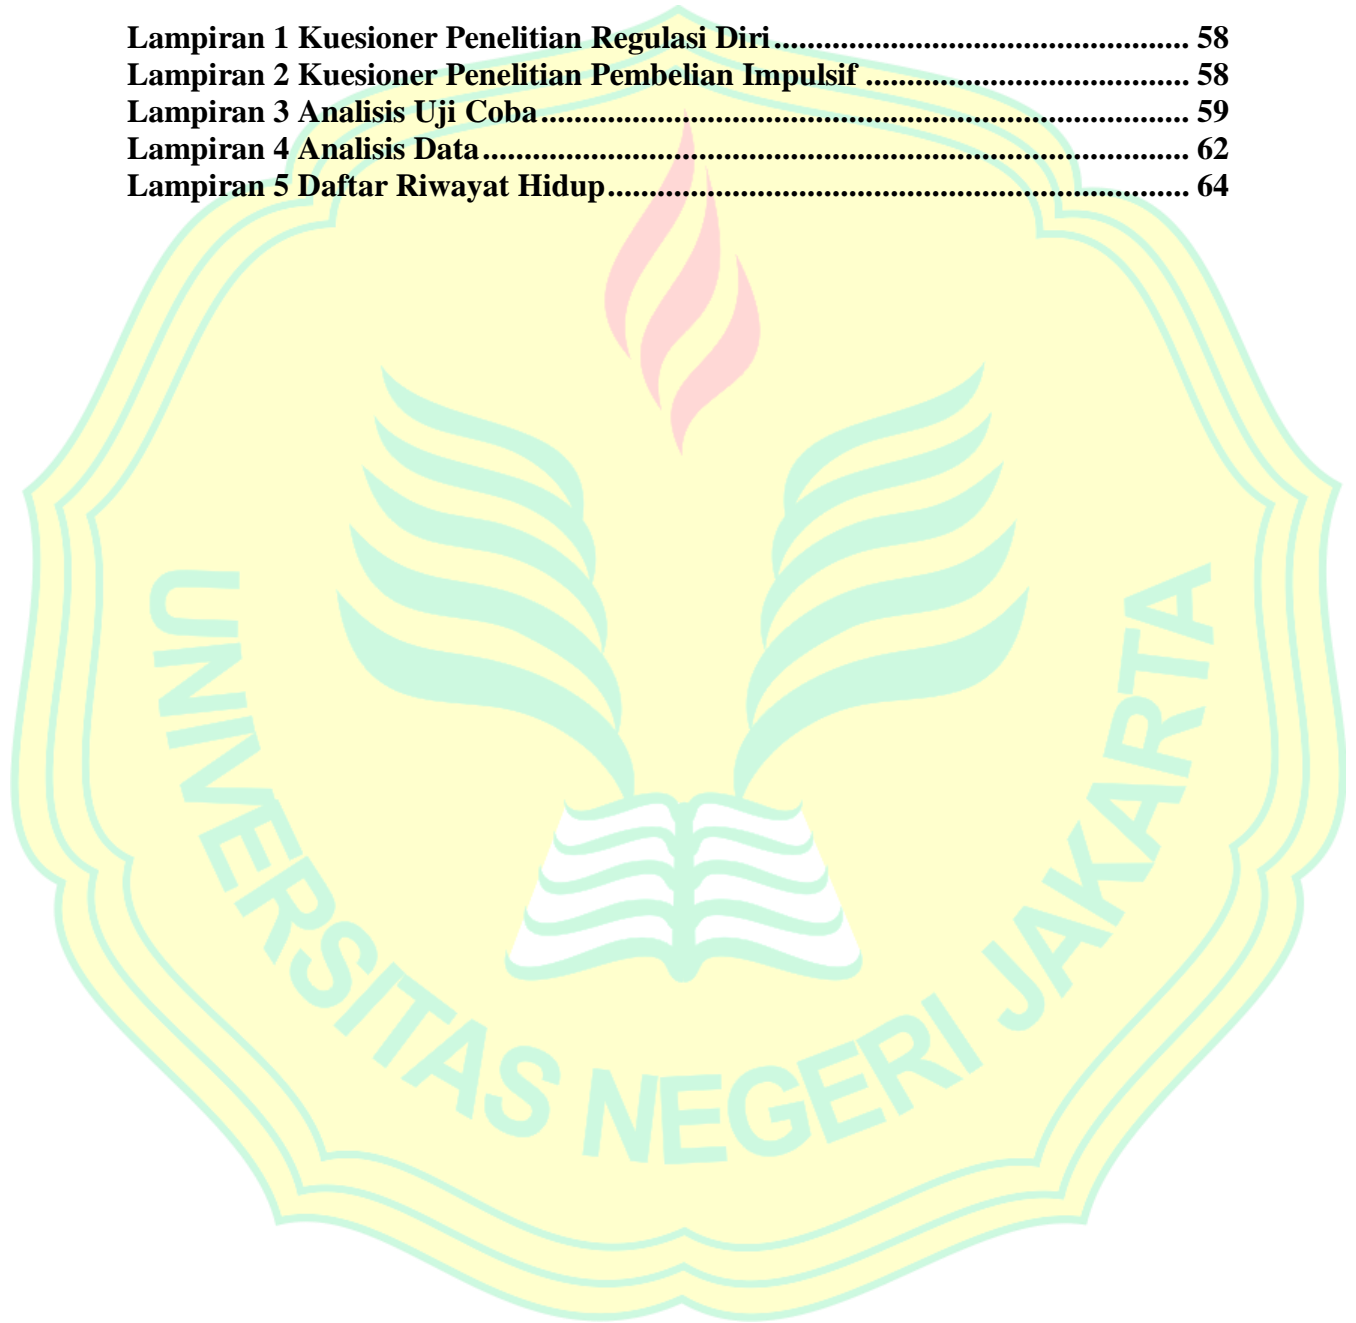 Lampiran 1 Kuesioner Penelitian Regulasi Diri.................................................. 58
Lampiran 2 Kuesioner Penelitian Pembelian Impulsif ....................................... 58
Lampiran 3 Analisis Uji Coba............................................................................... 59
Lampiran 4 Analisis Data...................................................................................... 62
Lampiran 5 Daftar Riwayat Hidup....................................................................... 64
UNIVERSITAS NEGERI JAKARTA